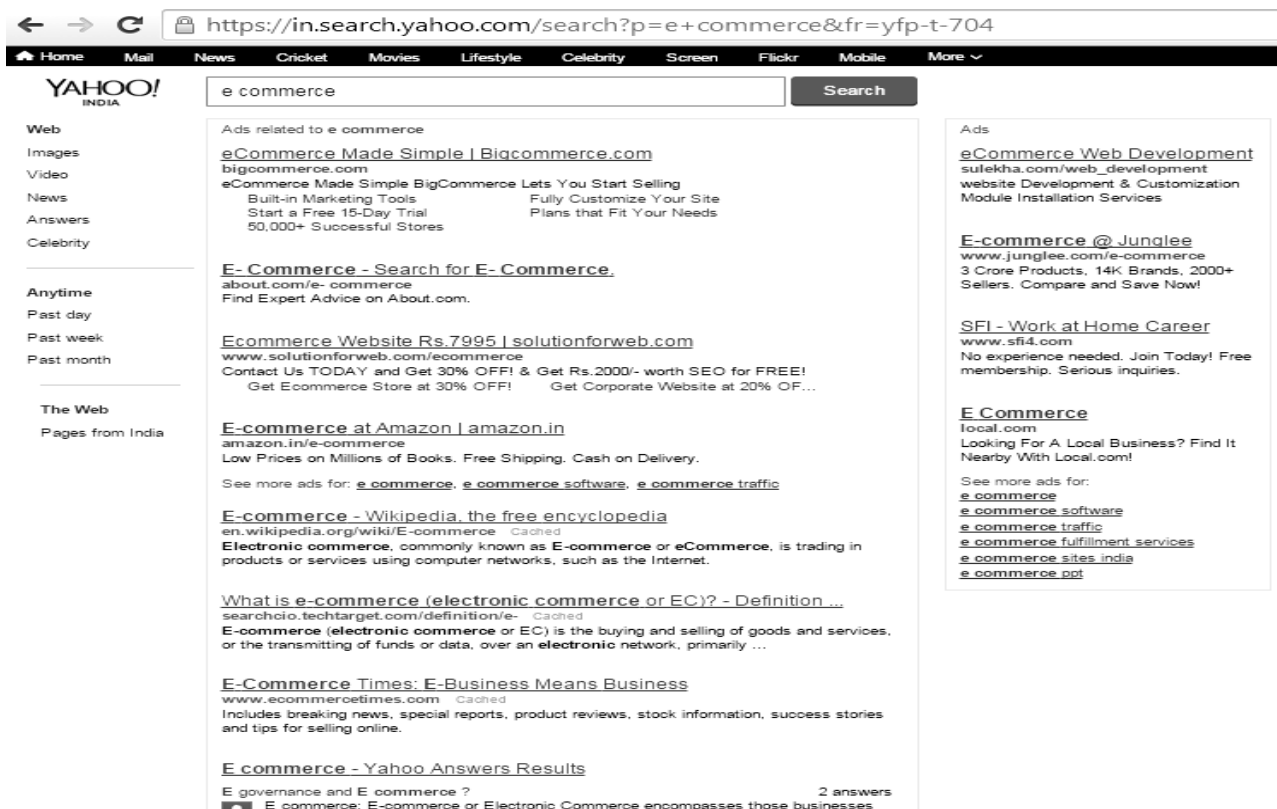 https://in.search.yahoo.com/search?p=e+commerce&fr=yfp-t-704
Home Mail News Cricket Movies Lifestyle Celebrity Screen Flickr Mobile More
YAHOO!
INDIA
e commerce
Search
Web
Images
Video
News
Answers
Celebrity
Anytime
Past day
Past week
Past month
The Web
Pages from India
Ads related to e commerce
eCommerce Made Simple | Bigcommerce.com
bigcommerce.com
eCommerce Made Simple BigCommerce Lets You Start Selling
Built-in Marketing Tools Fully Customize Your Site
Start a Free 15-Day Trial Plans that Fit Your Needs
50,000+ Successful Stores
E- Commerce - Search for E- Commerce.
about.com/e- commerce
Find Expert Advice on About.com.
Ecommerce Website Rs.7995 | solutionforweb.com
www.solutionforweb.com/ecommerce
Contact Us TODAY and Get 30% OFF! & Get Rs.2000/- worth SEO for FREE!
Get Ecommerce Store at 30% OFF! Get Corporate Website at 20% OF...
E-commerce at Amazon | amazon.in
amazon.in/e-commerce
Low Prices on Millions of Books. Free Shipping. Cash on Delivery.
See more ads for: e commerce, e commerce software, e commerce traffic
E-commerce - Wikipedia, the free encyclopedia
en.wikipedia.org/wiki/E-commerce Cached
Electronic commerce, commonly known as E-commerce or eCommerce, is trading in
products or services using computer networks, such as the Internet.
What is e-commerce (electronic commerce or EC)? - Definition ...
searchcio.techtarget.com/definition/e- Cached
E-commerce (electronic commerce or EC) is the buying and selling of goods and services,
or the transmitting of funds or data, over an electronic network, primarily ...
E-Commerce Times: E-Business Means Business
www.ecommercetimes.com Cached
Includes breaking news, special reports, product reviews, stock information, success stories
and tips for selling online.
E commerce - Yahoo Answers Results
E governance and E commerce ? 2 answers
E commerce: E-commerce or Electronic Commerce encompasses those businesses
Ads
eCommerce Web Development
sulekha.com/web_development
website Development & Customization
Module Installation Services
E-commerce @ Junglee
www.junglee.com/e-commerce
3 Crore Products, 14K Brands, 2000+
Sellers. Compare and Save Now!
SFI - Work at Home Career
www.sfi4.com
No experience needed. Join Today! Free
membership. Serious inquiries.
E Commerce
local.com
Looking For A Local Business? Find It
Nearby With Local.com!
See more ads for:
e commerce
e commerce software
e commerce traffic
e commerce fulfillment services
e commerce sites india
e commerce ppt